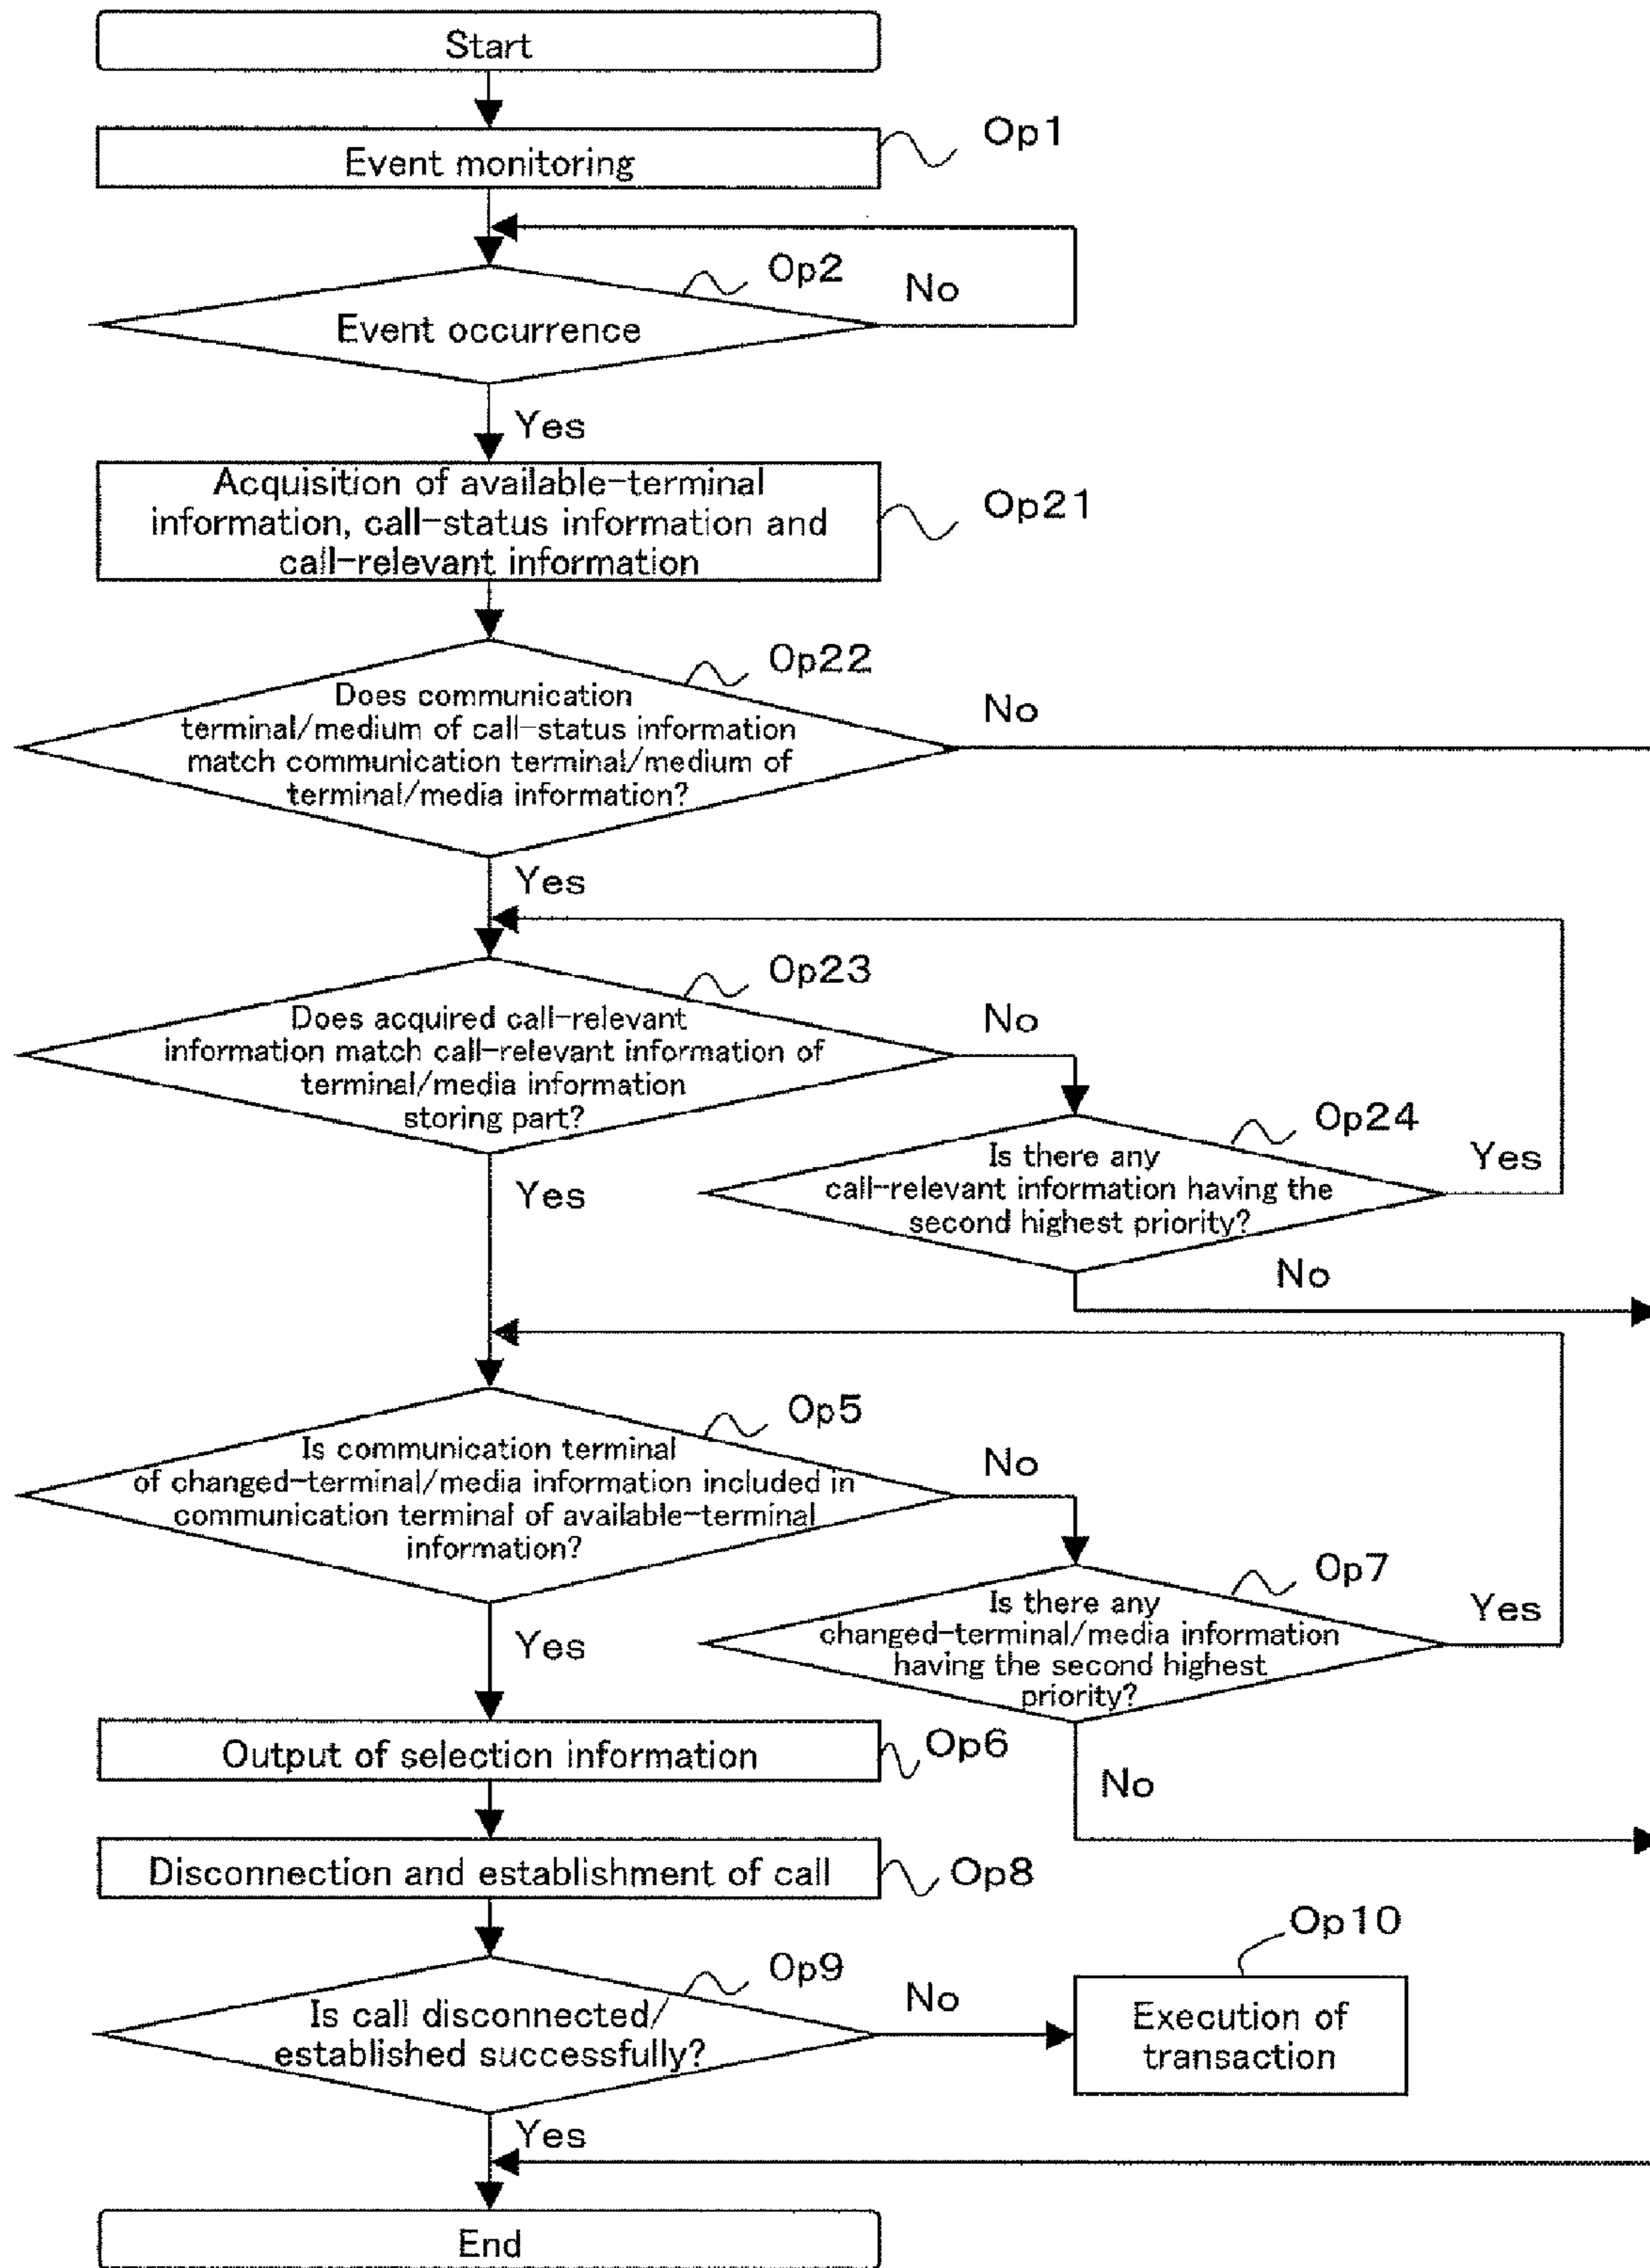 Start
Op1
Event monitoring
Op2
No
Event occurrence
Yes
Acquisition of available-terminal
information, call-status information and
call-relevant information
Op21
Op22
Does communication
terminal/medium of call-status information
match communication terminal/medium of
terminal/media information?
No
Yes
Op23
Does acquired call-relevant
information match call-relevant information of
terminal/media information
storing part?
No
Op24
Is there any
call-relevant information having the
second highest priority?
Yes
Yes
No
Op5
Is communication terminal
of changed-terminal/media information included in
communication terminal of available-terminal
information?
No
Op7
Is there any
changed-terminal/media information
having the second highest
priority?
Yes
Yes
Output of selection information
Op6
No
Disconnection and establishment of call
Op8
Op10
Op9
Is call disconnected/
established successfully?
No
Execution of
transaction
Yes
End